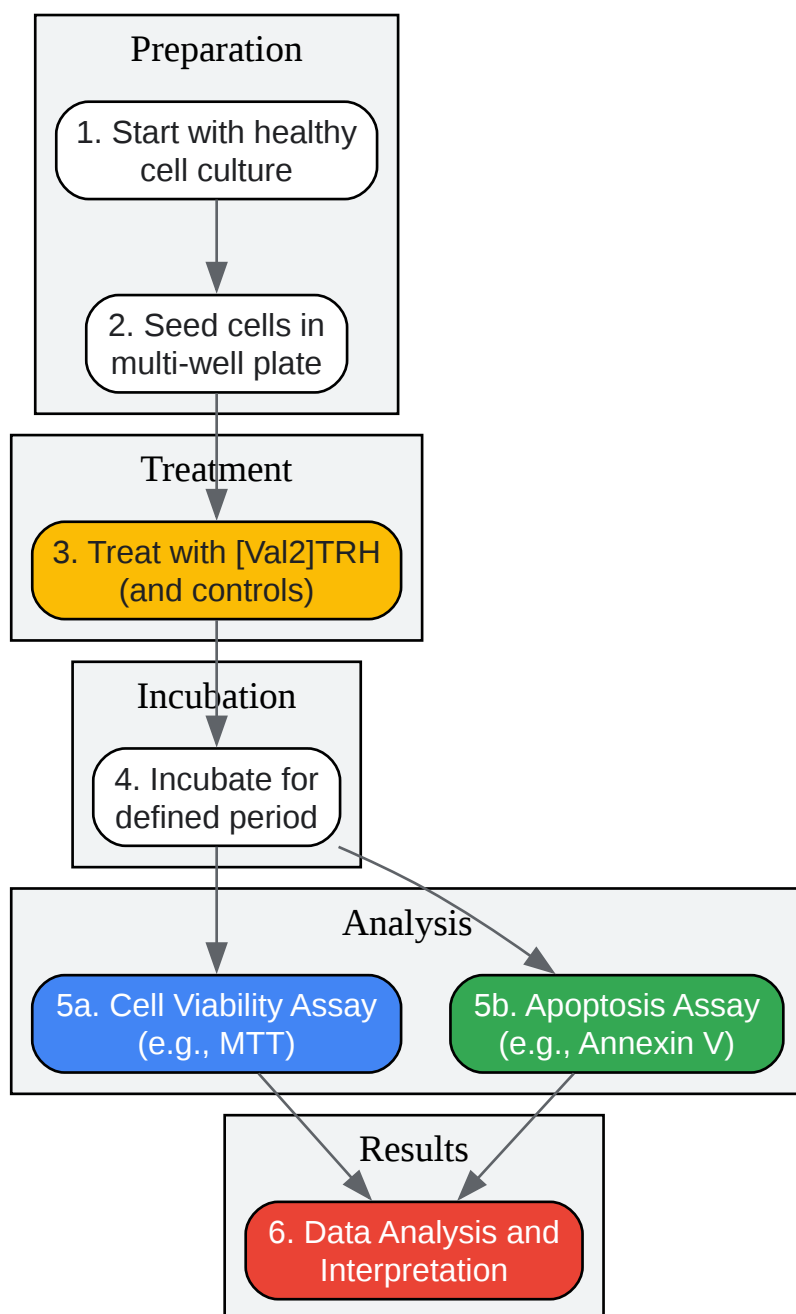 Preparation
1. Start with healthy
cell culture
2. Seed cells in
multi-well plate
Treatment
3. Treat with [Val2]TRH
(and controls)
Incubation
4. Incubate for
defined period
Analysis
5a. Cell Viability Assay
(e.g., MTT)
5b. Apoptosis Assay
(e.g., Annexin V)
Results
6. Data Analysis and
Interpretation